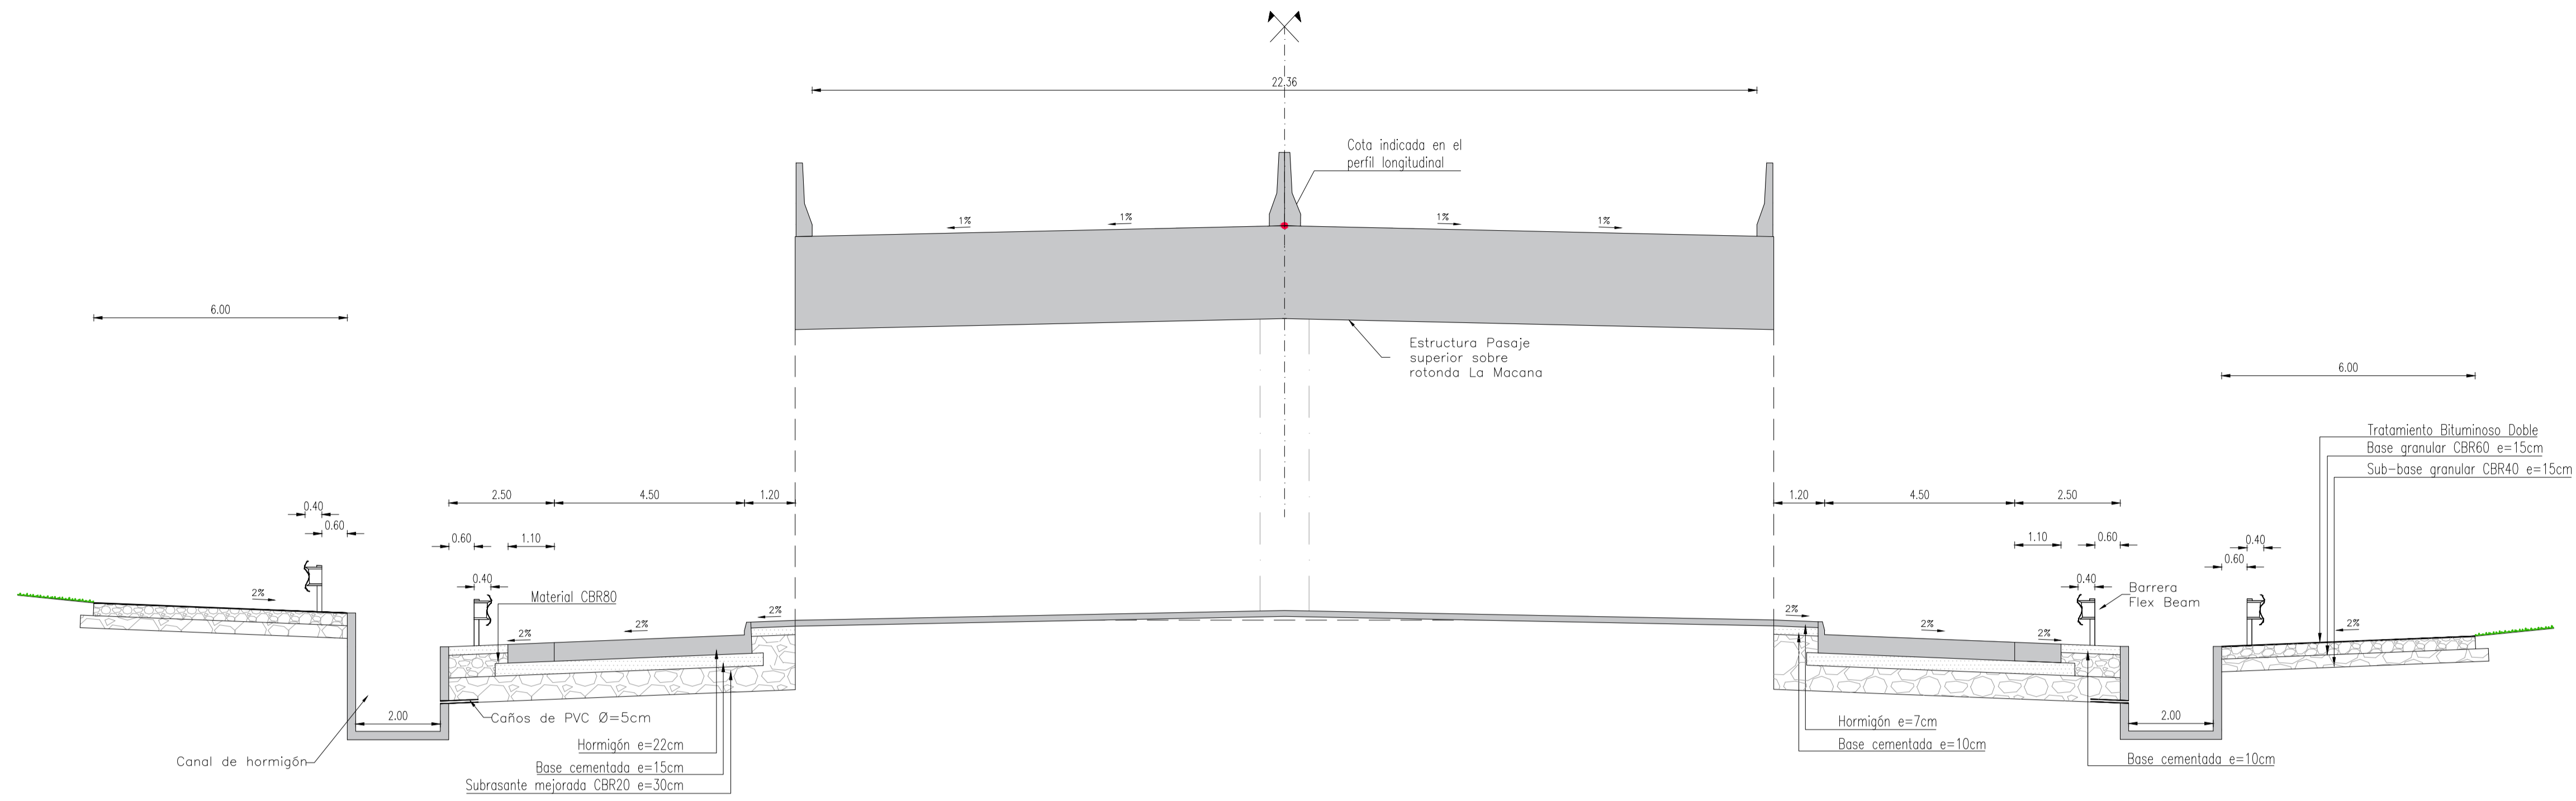 22.36
Cota indicada en el
perfil longitudinal
1%
1%
1%
1%
6.00
Estructura Pasaje
superior sobre
rotonda La Macana
6.00
Tratamiento Bituminoso Doble
Base granular CBR60 e=15cm
Sub-base granular CBR40 e=15cm
2.50
4.50
1.20
1.20
4.50
2.50
0.40
0.60
0.60
1.10
1.10
0.60
0.40
0.60
0.40
0.40
Barrera
Flex Beam
2%
Material CBR80
2%
2%
2%
2%
2%
2%
2%
2.00
Caños de PVC Ø=5cm
2.00
Canal de hormigón
Hormigón e=22cm
Base cementada e=15cm
Subrasante mejorada CBR20 e=30cm
Hormigón e=7cm
Base cementada e=10cm
Base cementada e=10cm